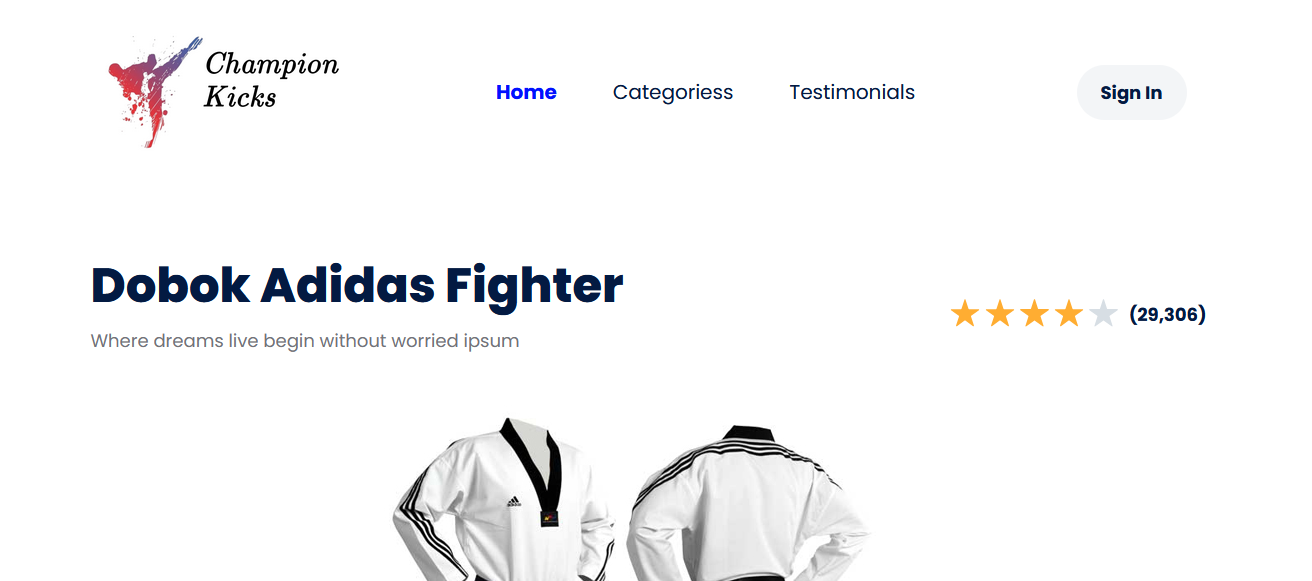 Champion
Kicks
Home Categoriess Testimonials Sign In
Dobok Adidas Fighter
(29,306)
Where dreams live begin without worried ipsum
adidas